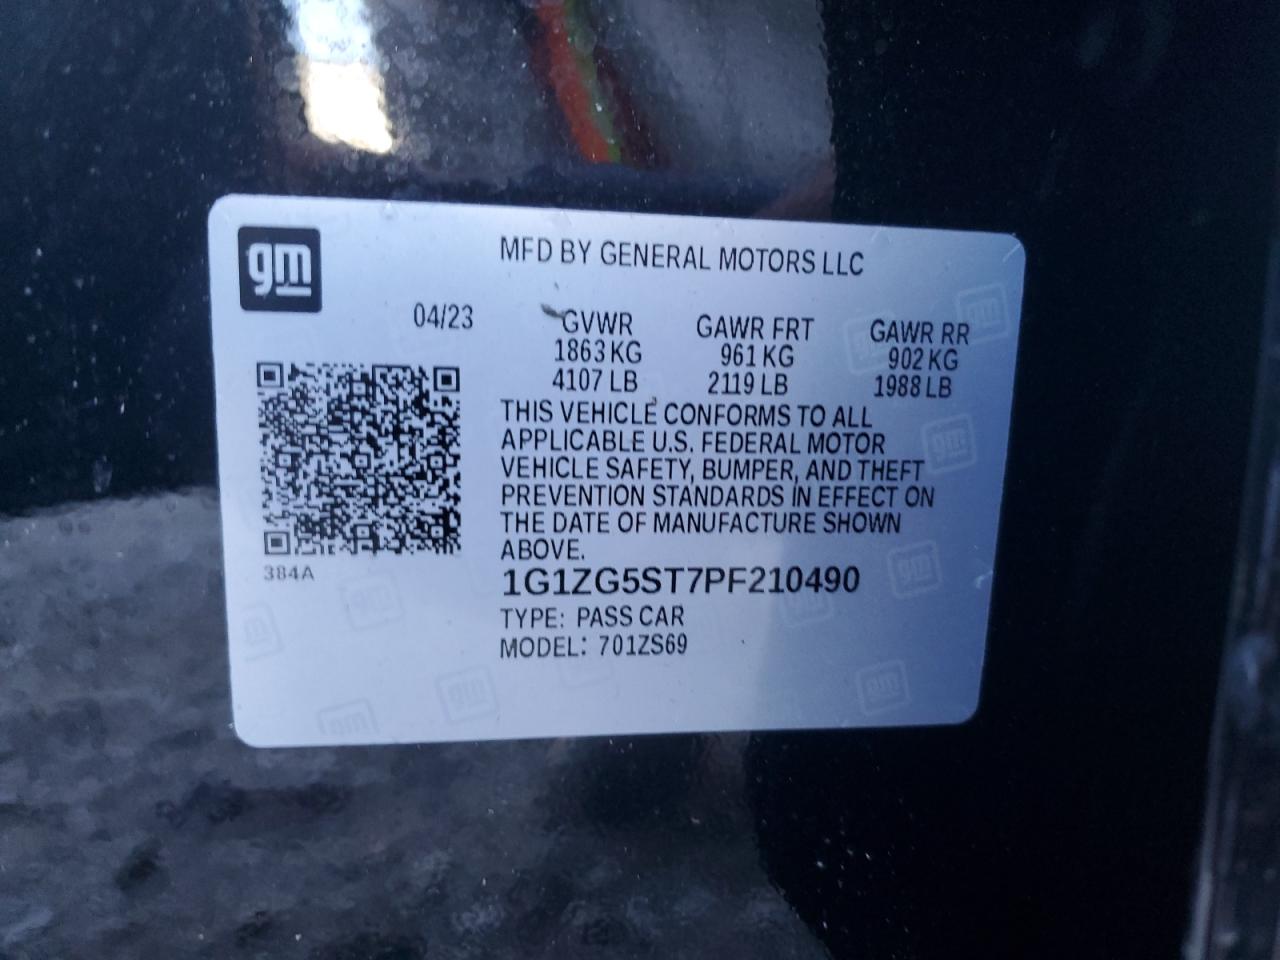 gm
MFD BY GENERAL MOTORS LLC
04/23
GVWR GAWR FRT GAWR RR
1863 KG 961 KG 902 KG
4107 LB 2119 LB 1988 LB
THIS VEHICLE CONFORMS TO ALL
APPLICABLE U.S. FEDERAL MOTOR
VEHICLE SAFETY, BUMPER, AND THEFT
PREVENTION STANDARDS IN EFFECT ON
THE DATE OF MANUFACTURE SHOWN
ABOVE.
384A
1G1ZG5ST7PF210490
TYPE: PASS CAR
MODEL: 701ZS69